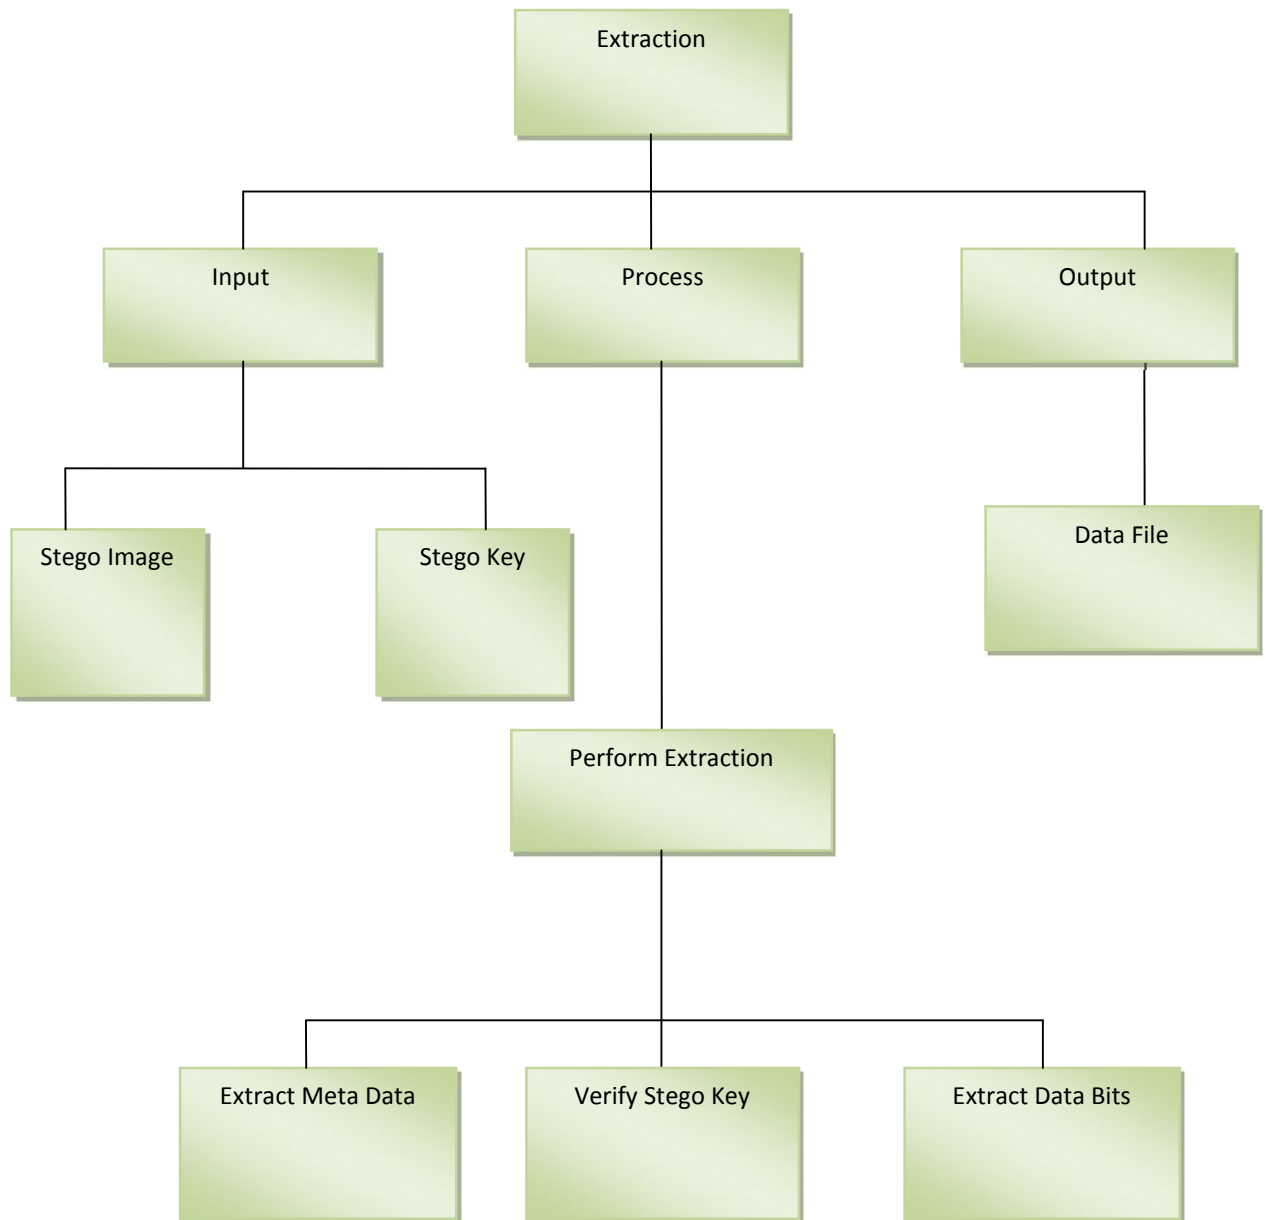 Extraction
Input
Process
Output
Stego Image
Stego Key
Data File
Perform Extraction
Extract Meta Data
Verify Stego Key
Extract Data Bits